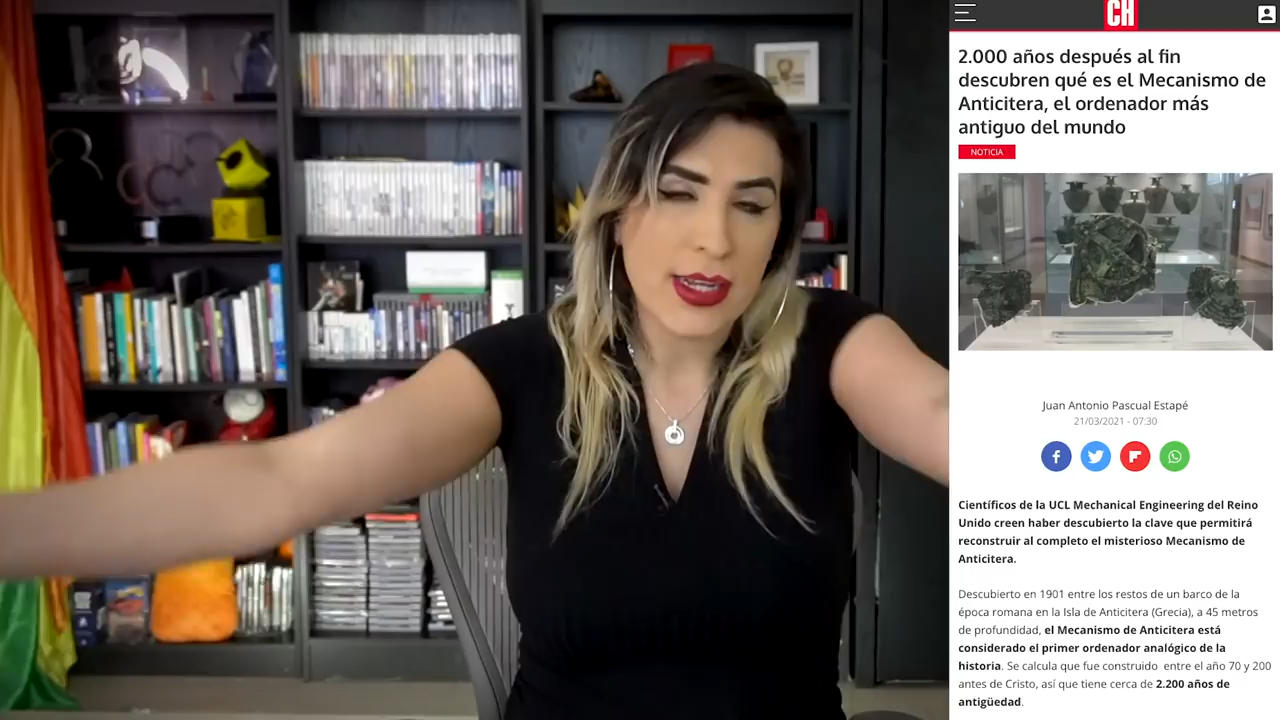 CH
2.000 años después al fin
descubren qué es el Mecanismo de
Anticitera, el ordenador más
antiguo del mundo
NOTICIA
Juan Antonio Pascual Estapé
21/03/2021 - 07:30
Científicos de la UCL Mechanical Engineering del Reino
Unido creen haber descubierto la clave que permitirá
reconstruir al completo el misterioso Mecanismo de
Anticitera.
Descubierto en 1901 entre los restos de un barco de la
época romana en la Isla de Anticitera (Grecia), a 45 metros
de profundidad, el Mecanismo de Anticitera está
considerado el primer ordenador analógico de la
historia. Se calcula que fue construido entre el año 70 y 200
antes de Cristo, así que tiene cerca de 2.200 años de
antigüedad.